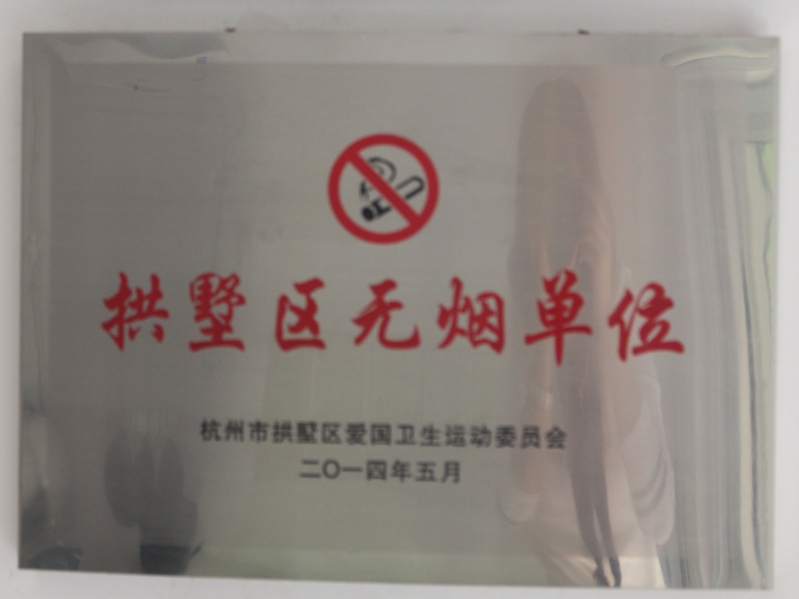 拱墅区无烟单位
杭州市拱墅区爱国卫生运动委员会
二〇一四年五月